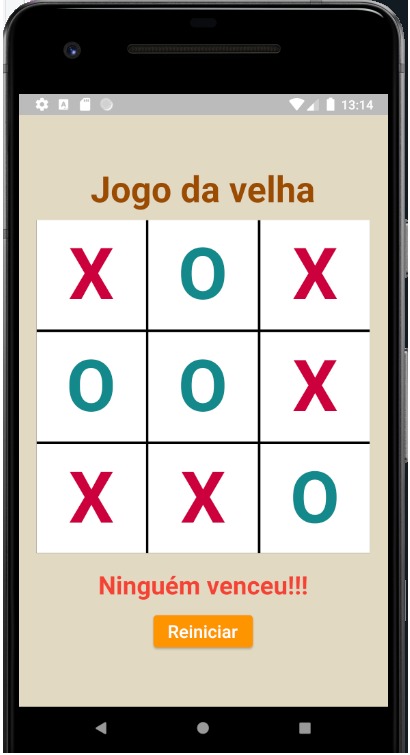 13:14
Jogo da velha
X O X
O O X
X X O
Ninguém venceu!!!
Reiniciar